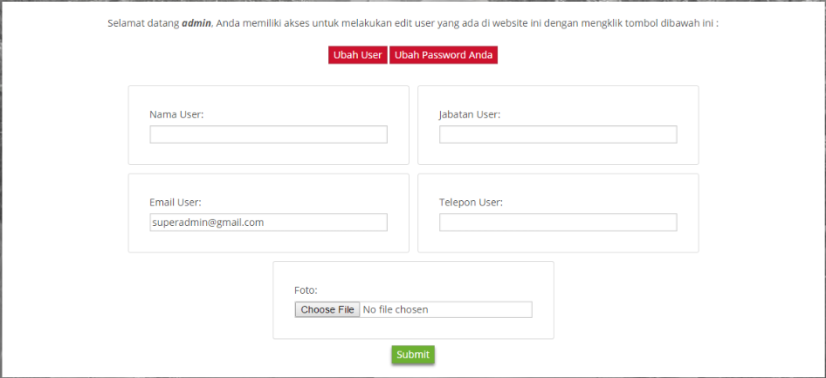 Selamat datang admin, Anda memiliki akses untuk melakukan edit user yang ada di website ini dengan mengklik tombol dibawah ini :
Ubah User Ubah Password Anda
Nama User:
Jabatan User:
Email User:
superadmin@gmail.com
Telepon User:
Foto:
Choose File No file chosen
Submit